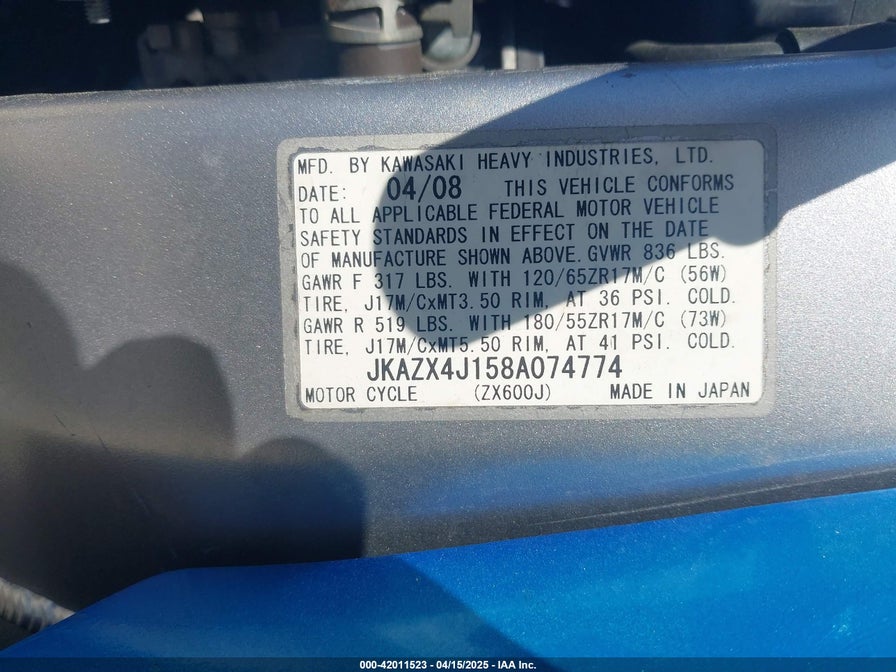 MFD. BY KAWASAKI HEAVY INDUSTRIES, LTD.
DATE: 04/08 THIS VEHICLE CONFORMS
TO ALL APPLICABLE FEDERAL MOTOR VEHICLE
SAFETY STANDARDS IN EFFECT ON THE DATE
OF MANUFACTURE SHOWN ABOVE. GVWR 836 LBS.
GAWR F 317 LBS. WITH 120/65ZR17M/C (56W)
TIRE, J17M/CxMT3.50 RIM, AT 36 PSI. COLD.
GAWR R 519 LBS. WITH 180/55ZR17M/C (73W)
TIRE, J17M/CxMT5.50 RIM, AT 41 PSI. COLD.
JKAZX4J158A074774
MOTOR CYCLE (ZX600J) MADE IN JAPAN
000-42011523 - 04/15/2025 - IAA Inc.